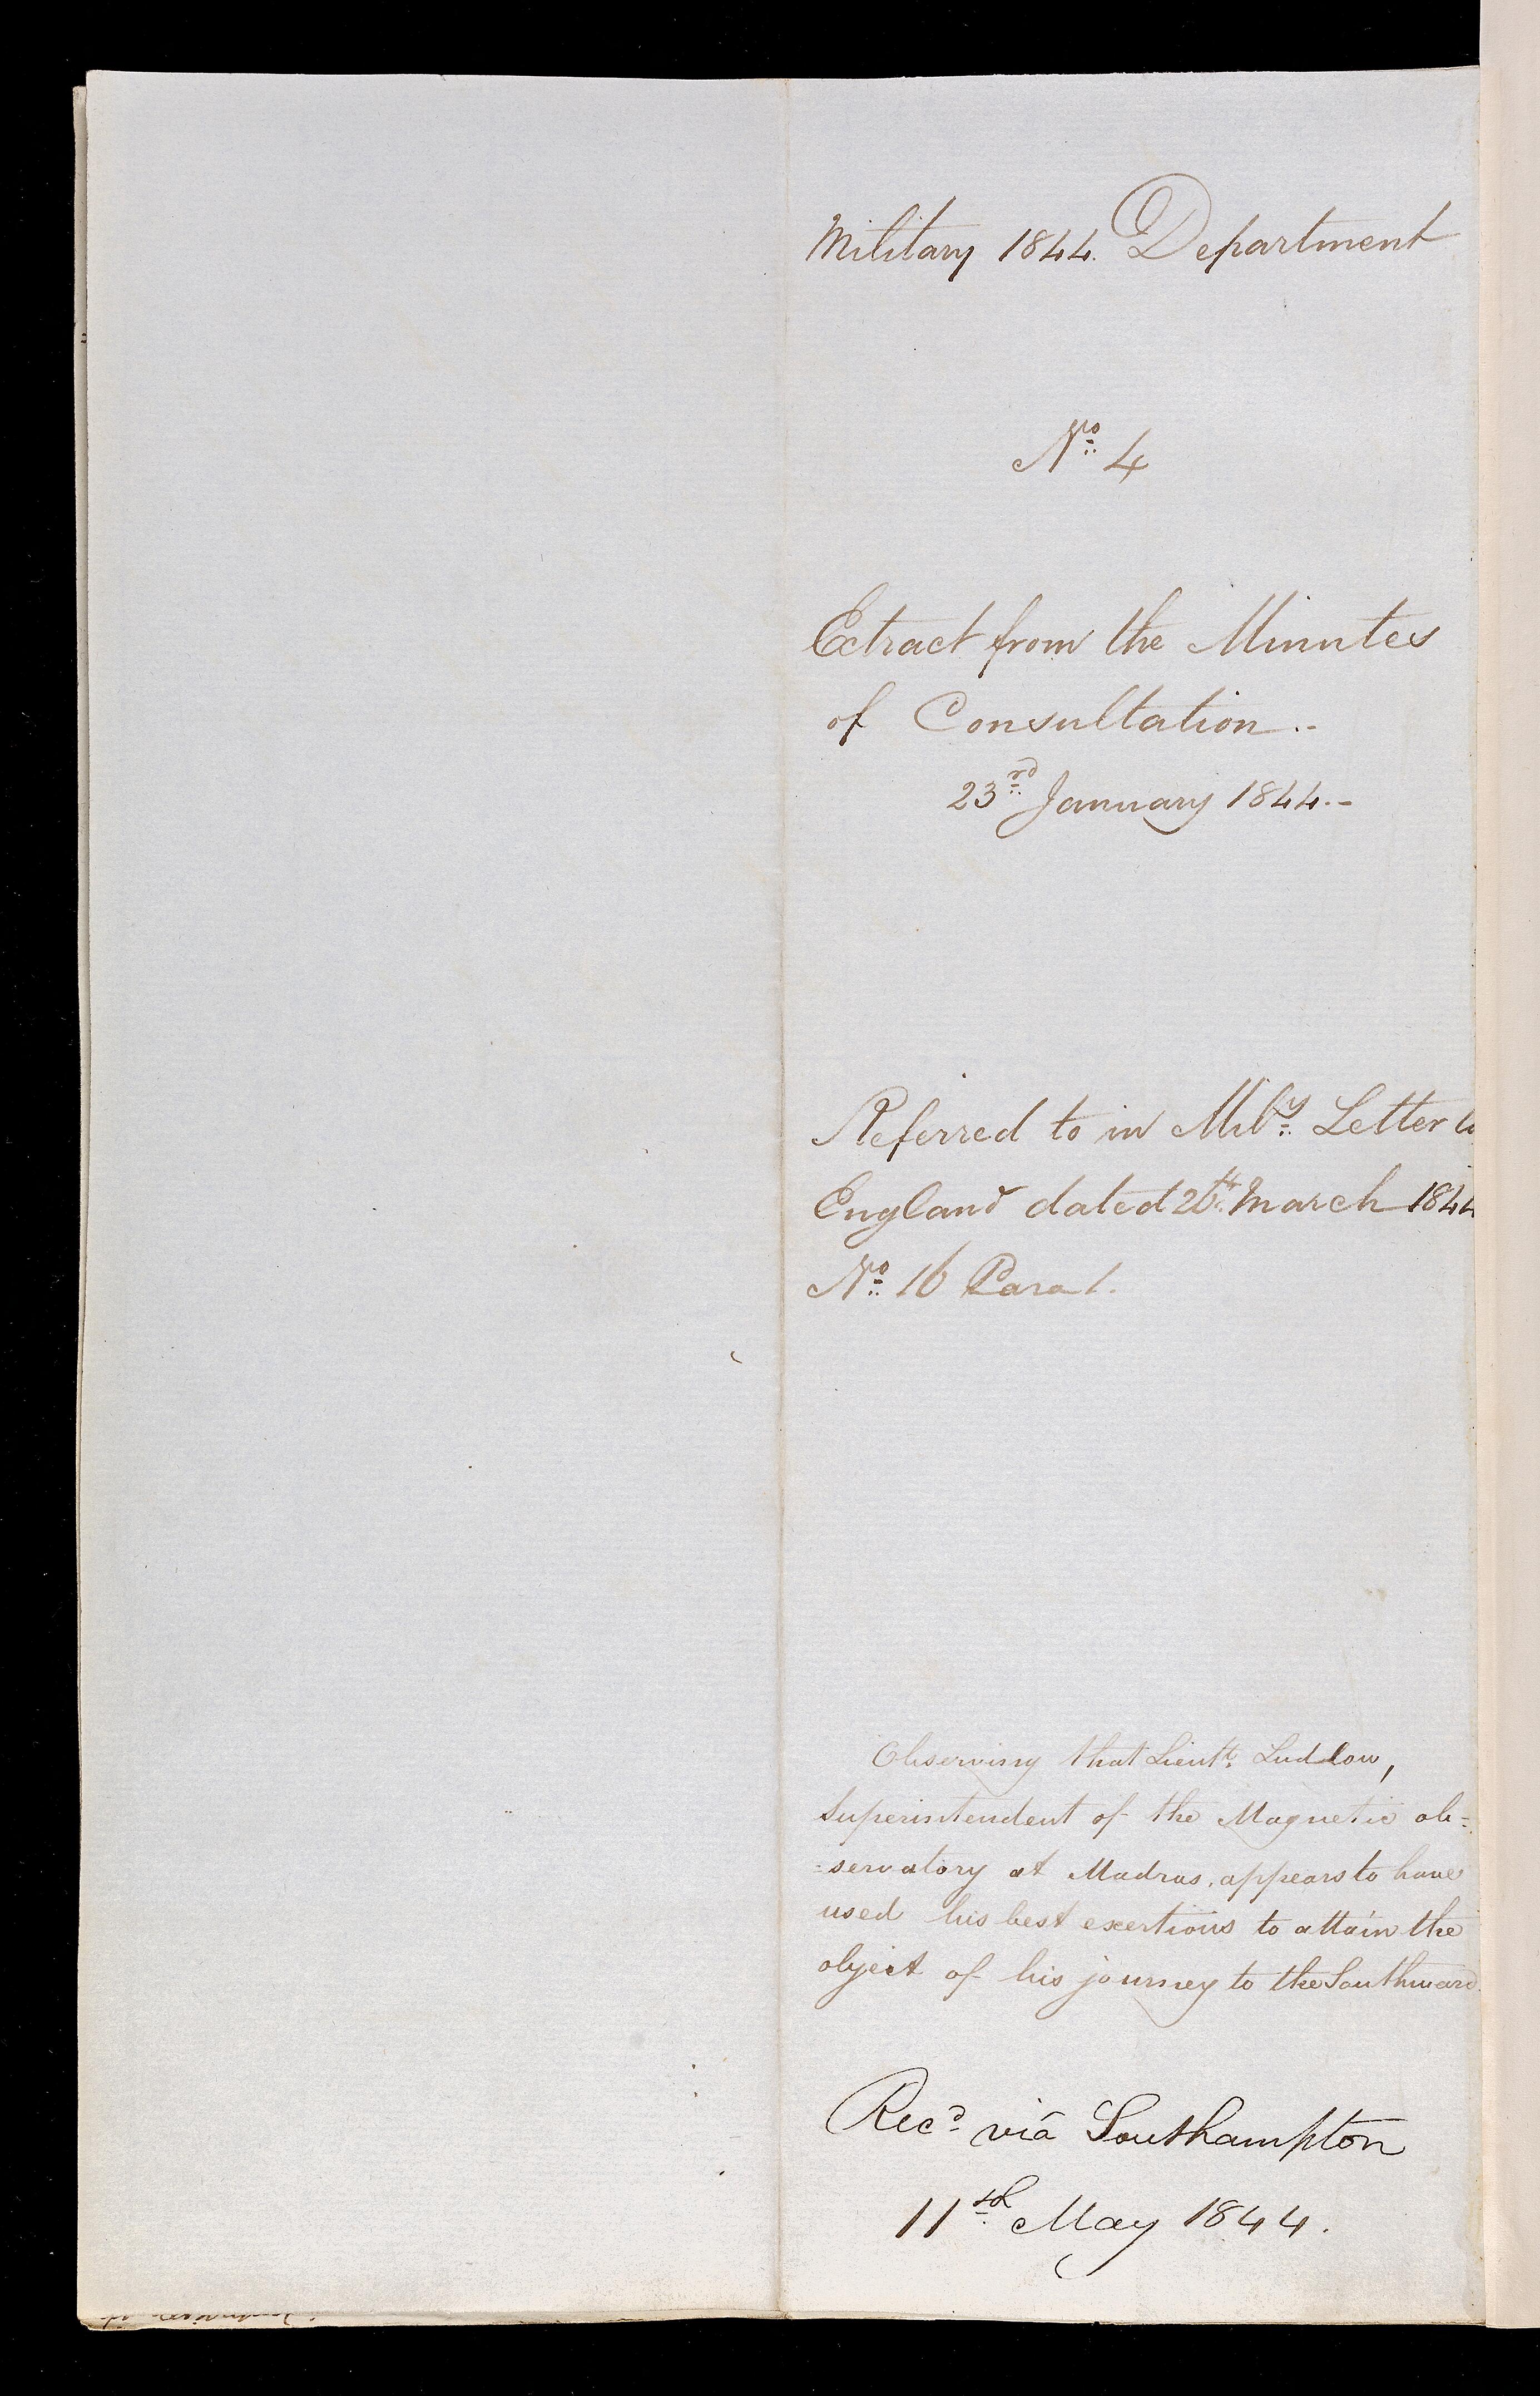 Military 1844. Department
No. 4
Extract from the Minutes
of Consultation.-
23rd January 1844.-
Referred to in Mily. Letter to
England dated 26th March 1844
No. 16 Para 1.
Observing that Lieutt. Ludlow,
Superintendent of the Magnetic ob=
=servatory at Madras, appears to have
used his best exertions to attain the
object of his journey to the Southward
Recd. viâ Southampton
11th May 1844.